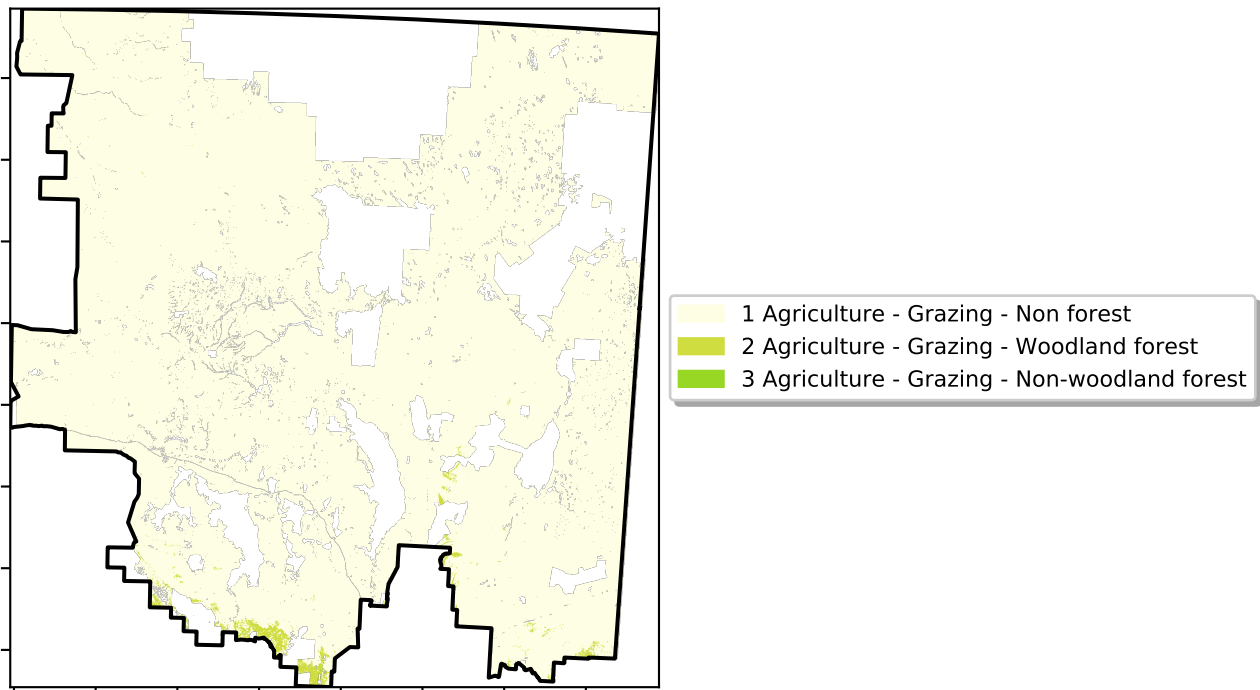 1 Agriculture - Grazing - Non forest
2 Agriculture - Grazing - Woodland forest
3 Agriculture - Grazing - Non-woodland forest